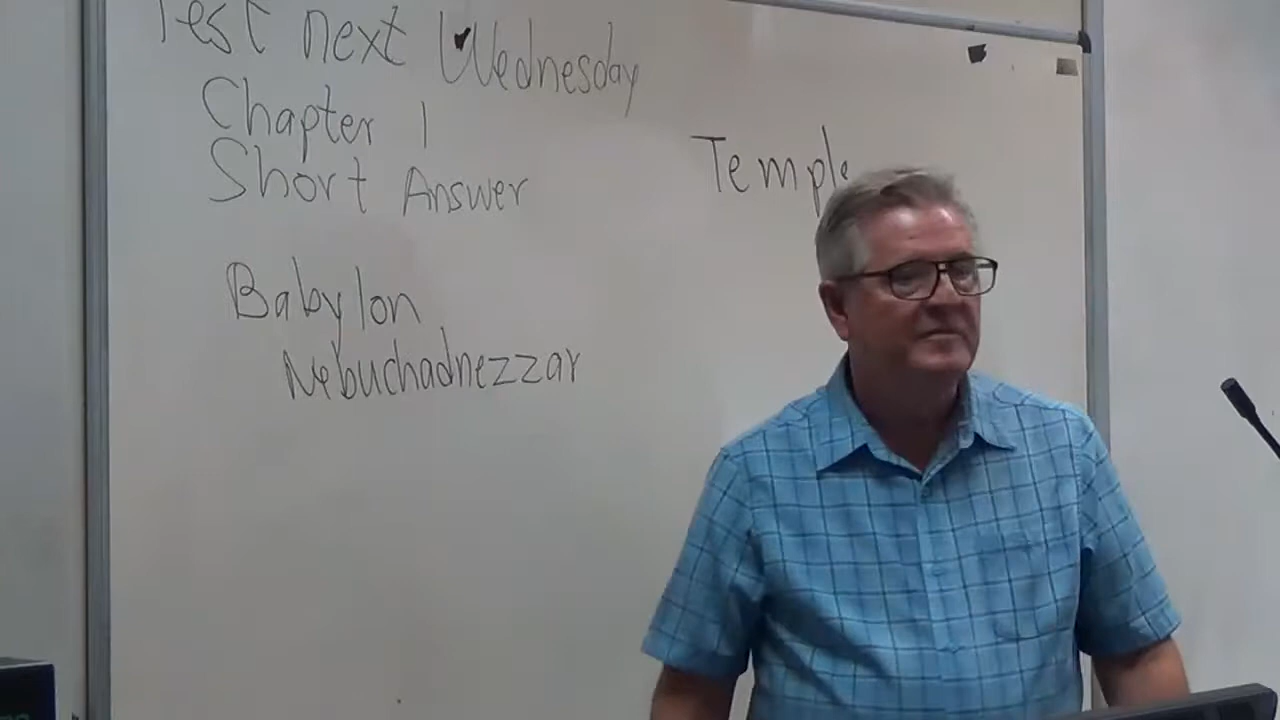 Test next Wednesday
Chapter 1
Short Answer
Temple
Babylon
Nebuchadnezzar